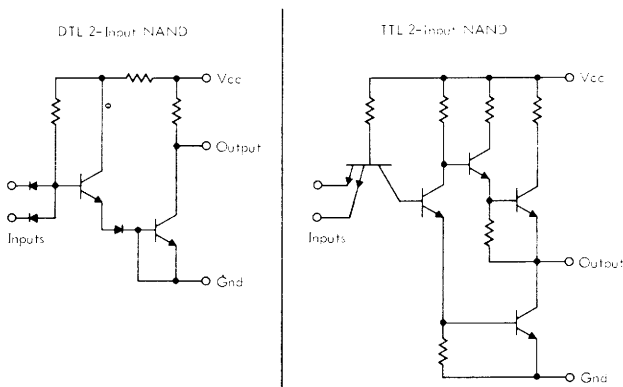 DTL 2-Input NAND
Vcc
Output
Inputs
Gnd
TTL 2-Input NAND
Vcc
Inputs
Output
Gnd